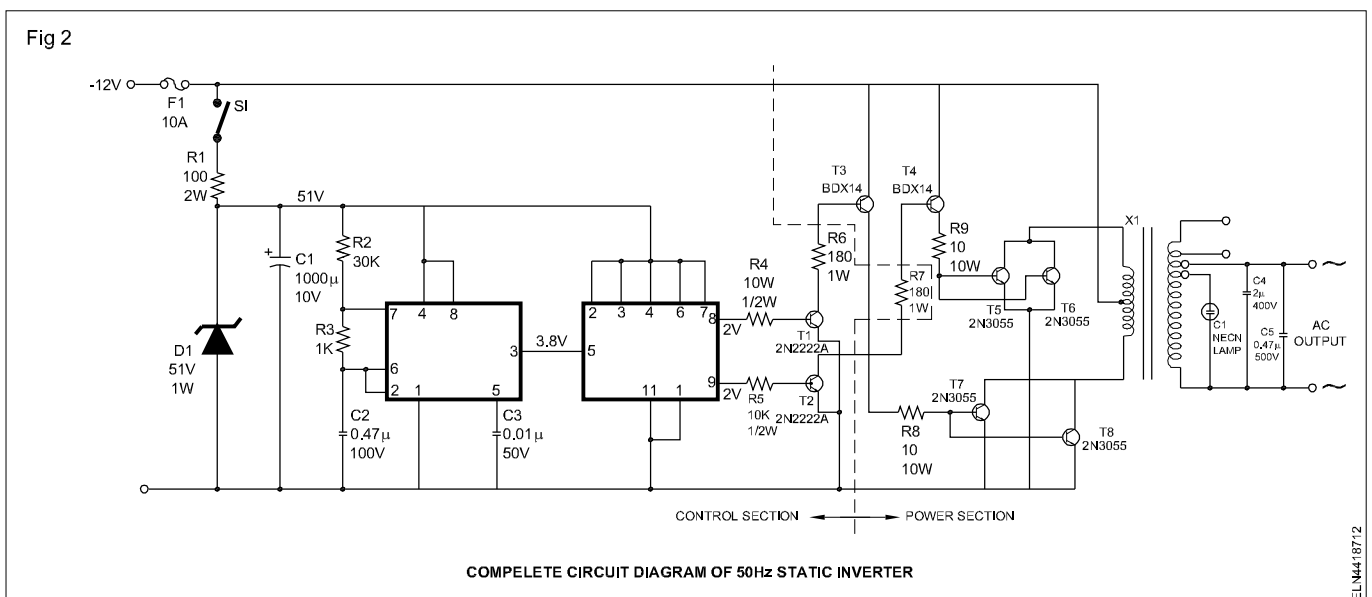 Fig 2
-12V
F1
10A
SI
R1
100
2W
51V
C1
1000µ
10V
+
R2
30K
R3
1K
D1
51V
1W
C2
0.47µ
100V
7
4
8
6
2
1
5
3
C3
0.01µ
50V
3.8V
2
3
4
6
7
5
8
9
11
1
2V
2V
R4
10W
1/2W
R5
10K
1/2W
T1
2N2222A
T2
2N2222A
R6
180
1W
R7
180
1W
T3
BDX14
T4
BDX14
R9
10
10W
T5
2N3055
T6
2N3055
T7
2N3055
T8
2N3055
R8
10
10W
X1
C1
NECN
LAMP
C4
2µ
400V
C5
0.47µ
500V
AC
OUTPUT
CONTROL SECTION
POWER SECTION
COMPELETE CIRCUIT DIAGRAM OF 50Hz STATIC INVERTER
ELN4418712